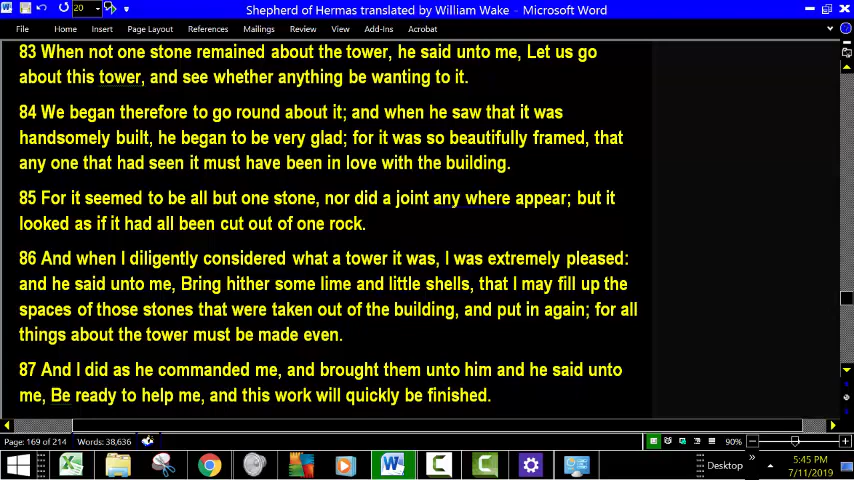 20
Shepherd of Hermas translated by William Wake - Microsoft Word
File Insert Page Layout References Mailings Review View Add-Ins Acrobat
83 When not one stone remained about the tower, he said unto me, Let us go
about this tower, and see whether anything be wanting to it.
84 We began therefore to go round about it; and when he saw that it was
handsomely built, he began to be very glad; for it was so beautifully framed, that
any one that had seen it must have been in love with the building.
85 For it seemed to be all but one stone, nor did a joint any where appear; but it
looked as if it had all been cut out of one rock.
86 And when I diligently considered what a tower it was, I was extremely pleased:
and he said unto me, Bring hither some lime and little shells, that I may fill up the
spaces of those stones that were taken out of the building, and put in again; for all
things about the tower must be made even.
87 And I did as he commanded me, and brought them unto him and he said unto
me, Be ready to help me, and this work will quickly be finished.
Page: 169 of 214 Words: 38,636 90%
Desktop
5:45 PM
7/11/2019